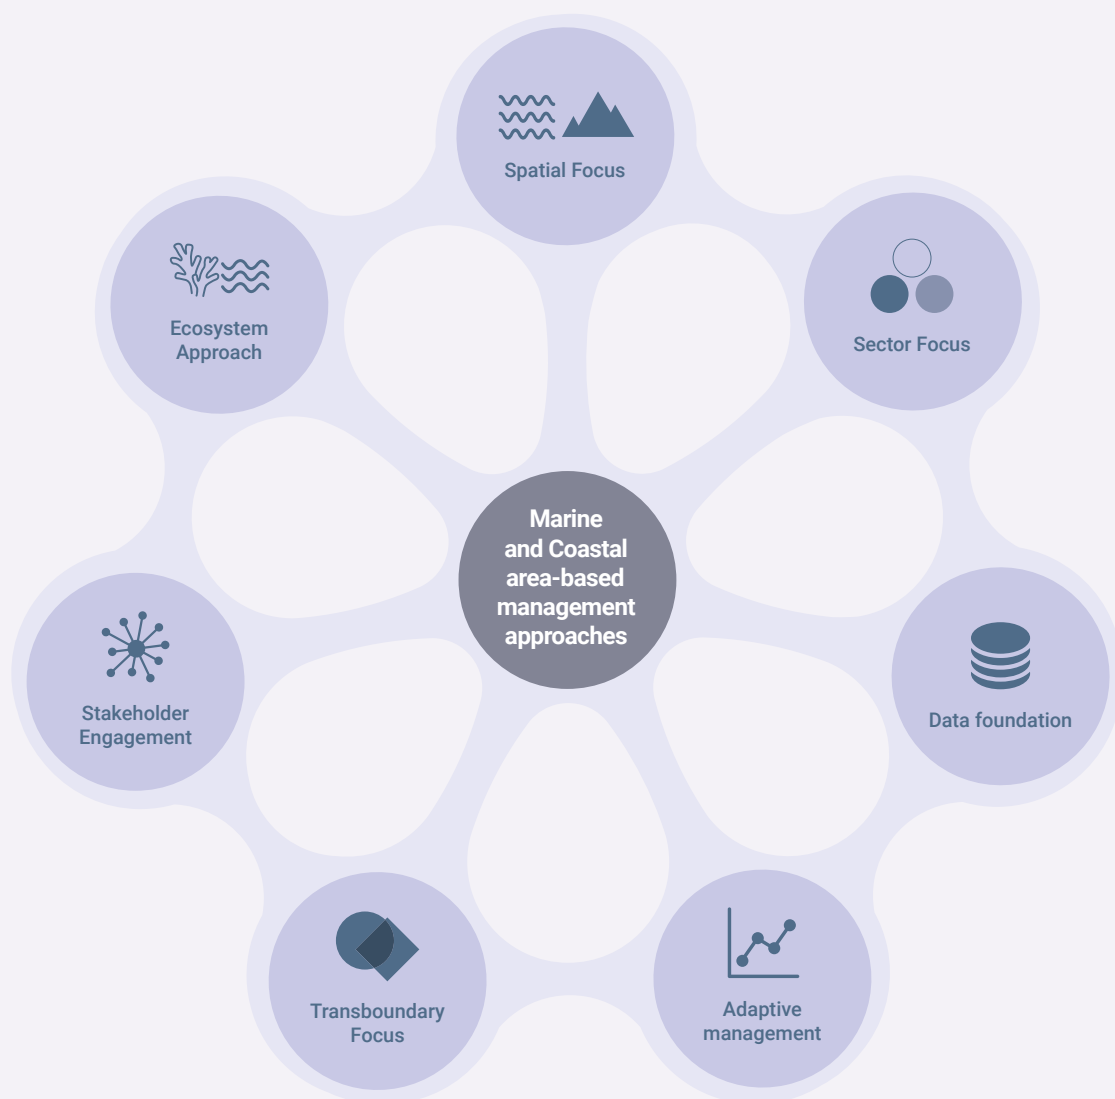 Spatial Focus
Sector Focus
Ecosystem
Approach
Marine
and Coastal
area-based
management
approaches
Data foundation
Stakeholder
Engagement
Adaptive
management
Transboundary
Focus